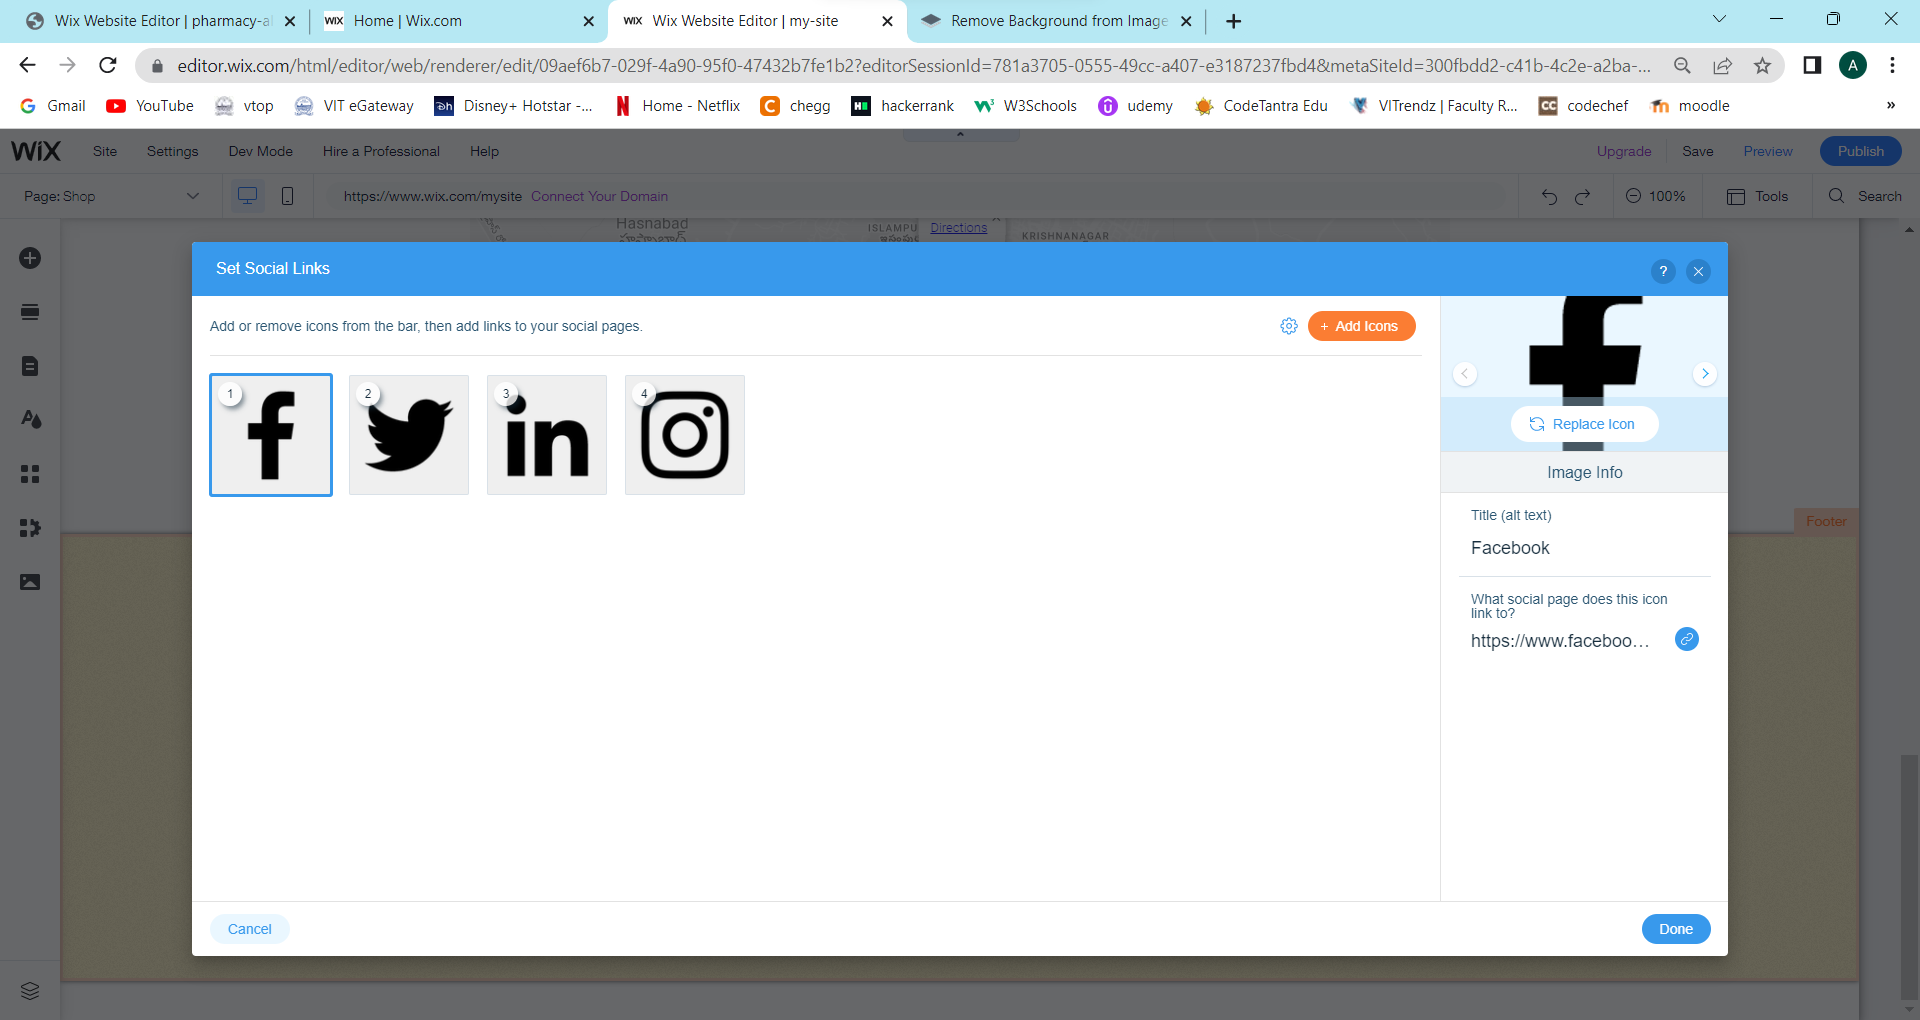 Wix Website Editor | pharmacy-al
Home | Wix.com
Wix Website Editor | my-site
Remove Background from Image
editor.wix.com/html/editor/web/renderer/edit/09aef6b7-029f-4a90-95f0-47432b7fe1b2?editorSessionId=781a3705-0555-49cc-a407-e3187237fbd4&metaSiteId=300fbdd2-c41b-4c2e-a2ba-...
A
Gmail
YouTube
vtop
VIT eGateway
Disney+ Hotstar -...
Home - Netflix
chegg
hackerrank
W3Schools
udemy
CodeTantra Edu
VITrendz | Faculty R...
codechef
moodle
»
WiX
Site
Settings
Dev Mode
Hire a Professional
Help
Upgrade
Save
Preview
Publish
Page: Shop
https://www.wix.com/mysite
Connect Your Domain
100%
Tools
Search
Hasnabad
ISLAMPU
Directions
KRISHNANAGAR
Set Social Links
?
Add or remove icons from the bar, then add links to your social pages.
+ Add Icons
1
2
3
4
in
Replace Icon
Image Info
Title (alt text)
Facebook
What social page does this icon
link to?
https://www.faceboo...
Footer
Cancel
Done